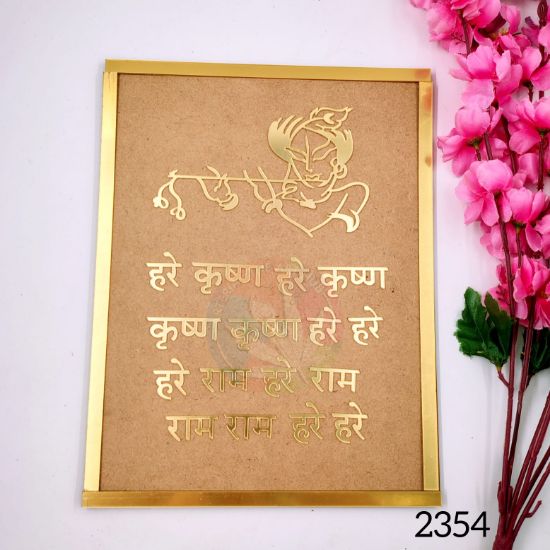 हरे कृष्ण हरे कृष्ण
कृष्ण कृष्ण हरे हरे
हरे राम हरे राम
राम राम हरे हरे
2354